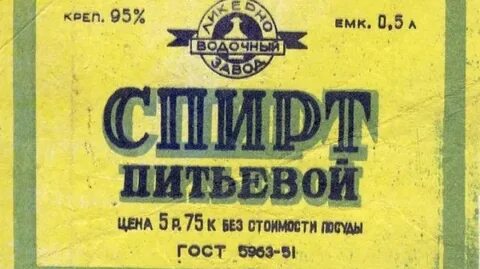 КРЕП. 95%
ЛИКЕРНО
ВОДОЧНЫЙ
ЗАВОД
ЕМК. 0,5 Л
СПИРТ
ПИТЬЕВОЙ
ЦЕНА 5 Р. 75 К БЕЗ СТОИМОСТИ ПОСУДЫ
ГОСТ 5963-51